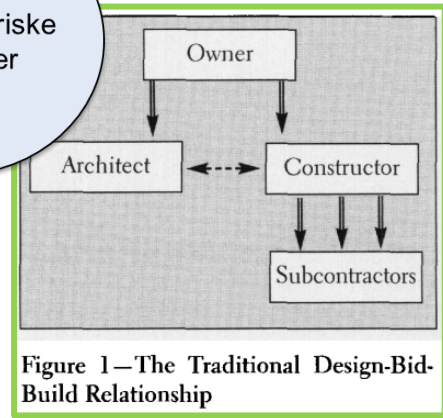 riske
er
Owner
Architect
Constructor
Subcontractors
Figure 1—The Traditional Design-Bid-
Build Relationship